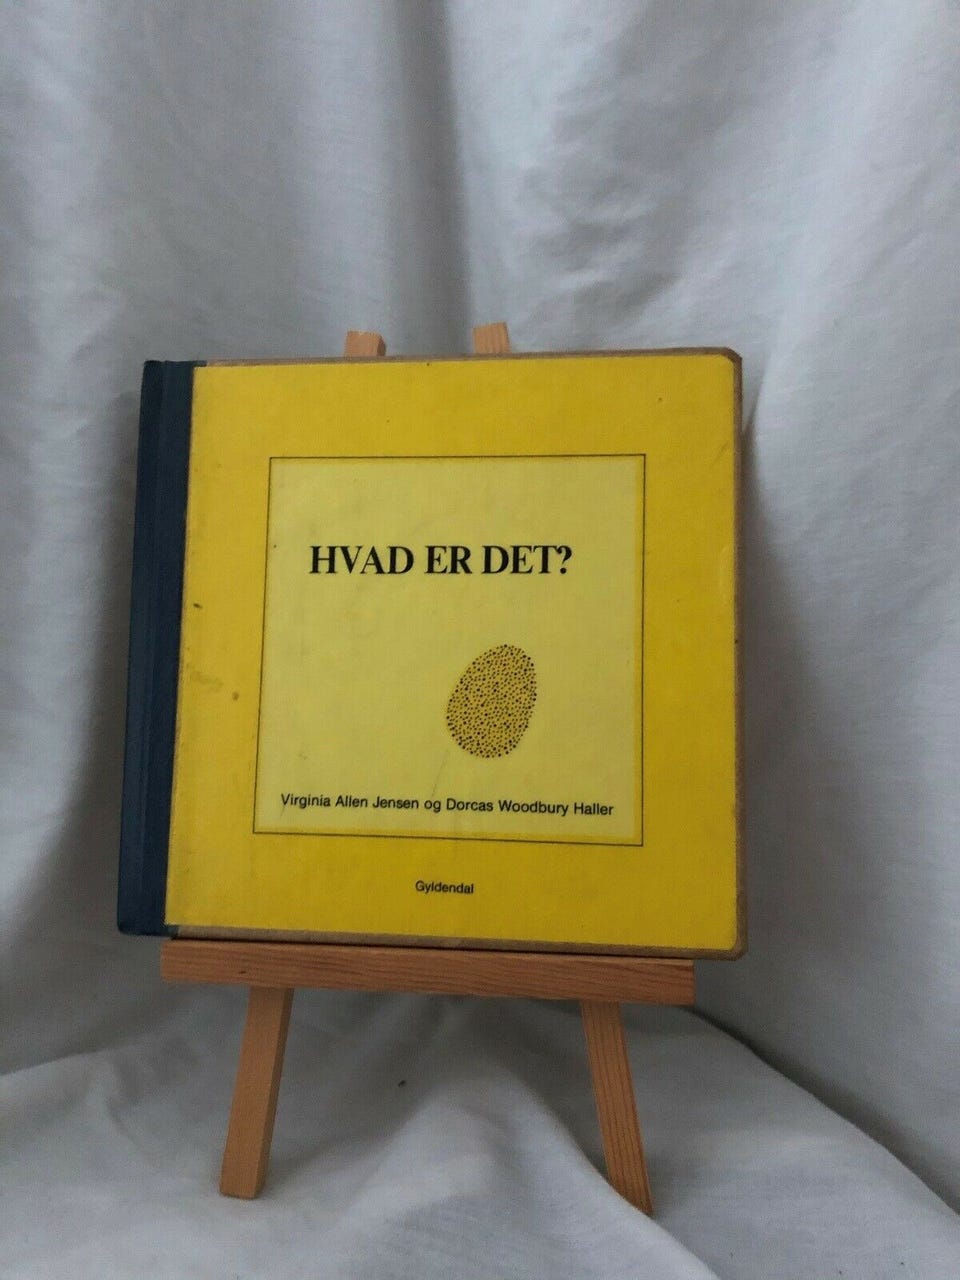 HVAD ER DET?
Virginia Allen Jensen og Dorcas Woodbury Haller
Gyldendal